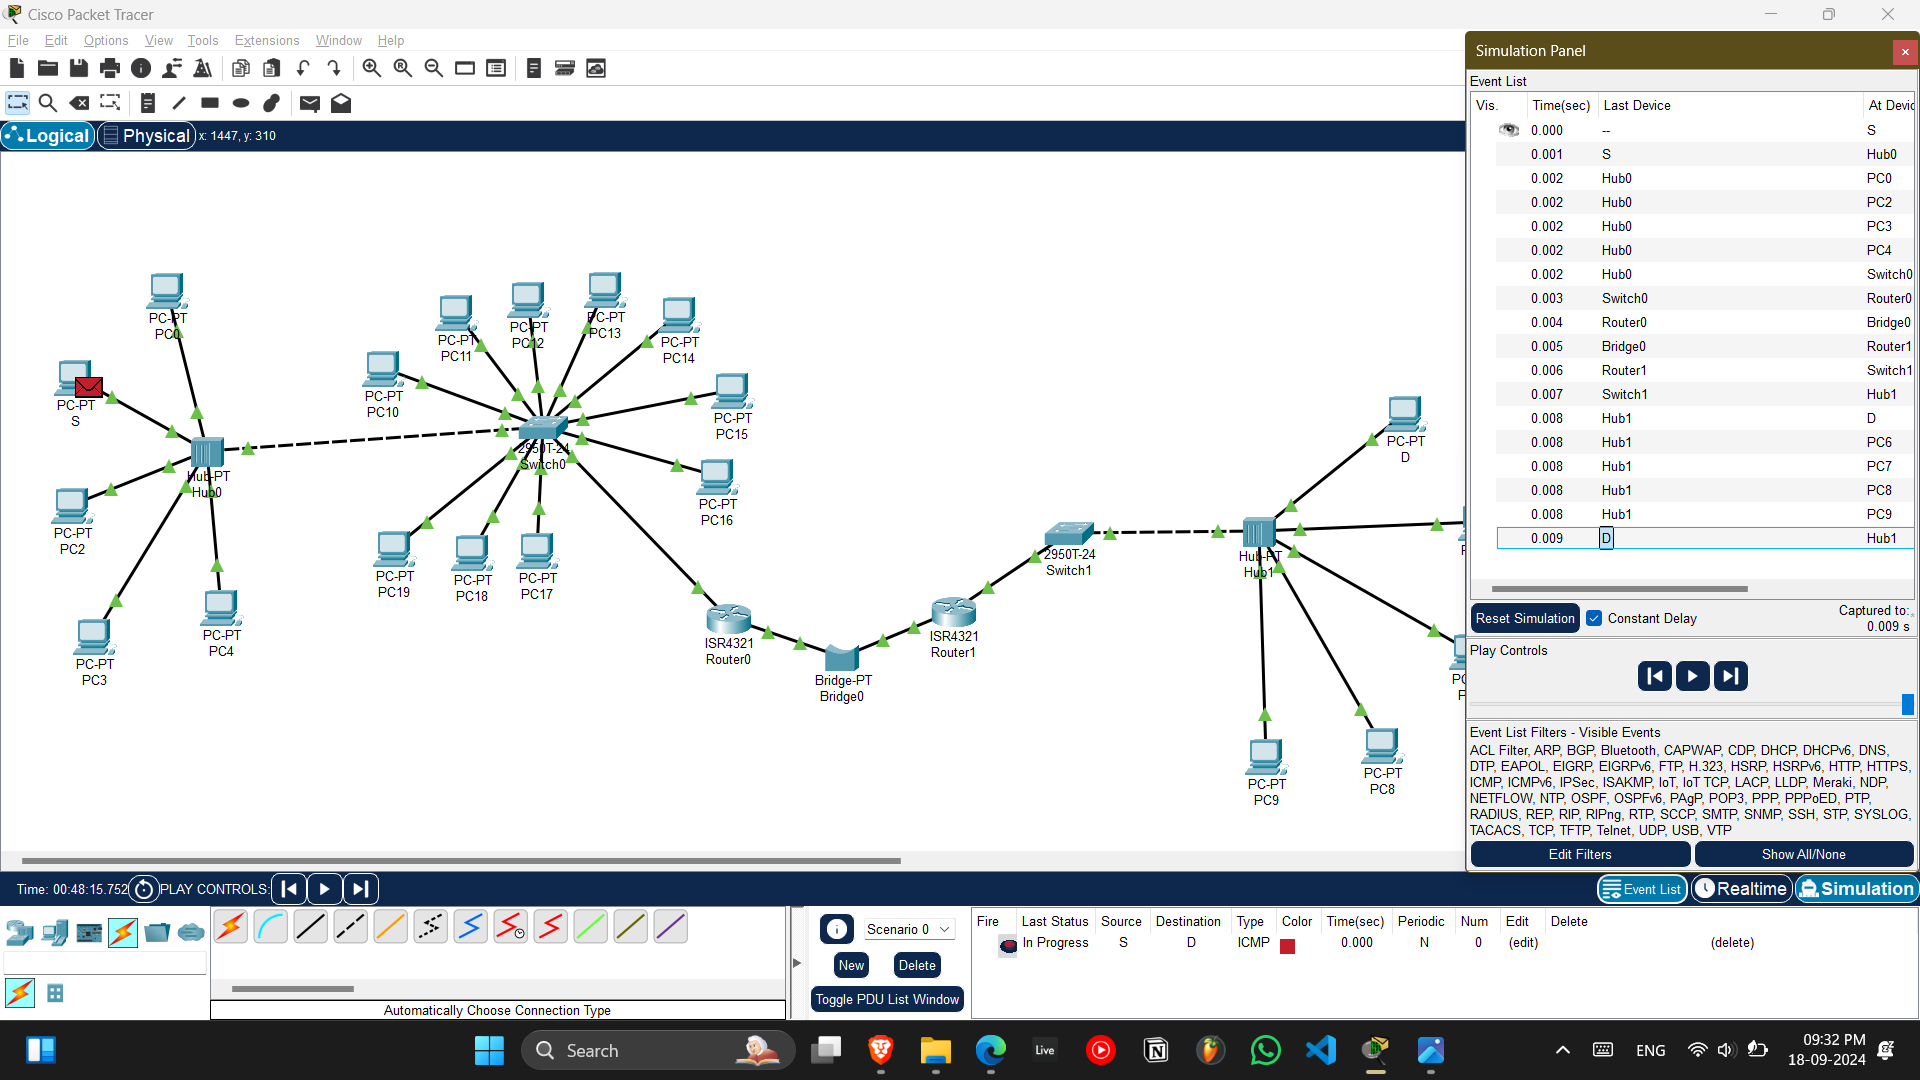 Cisco Packet Tracer
File Edit Options View Tools Extensions Window Help
Logical Physical x: 1447, y: 310
PC-PT
PC0
PC-PT
S
Hub-PT
Hub0
PC-PT
PC2
PC-PT
PC3
PC-PT
PC4
PC-PT
PC10
PC-PT
PC11
PC-PT
PC12
PC-PT
PC13
PC-PT
PC14
PC-PT
PC15
PC-PT
PC16
2950T-24
Switch0
PC-PT
PC19
PC-PT
PC18
PC-PT
PC17
ISR4321
Router0
Bridge-PT
Bridge0
ISR4321
Router1
2950T-24
Switch1
Hub-PT
Hub1
PC-PT
D
PC-PT
PC9
PC-PT
PC8
Simulation Panel
Event List
Vis. Time(sec) Last Device At Devic
0.000 -- S
0.001 S Hub0
0.002 Hub0 PC0
0.002 Hub0 PC2
0.002 Hub0 PC3
0.002 Hub0 PC4
0.002 Hub0 Switch0
0.003 Switch0 Router0
0.004 Router0 Bridge0
0.005 Bridge0 Router1
0.006 Router1 Switch1
0.007 Switch1 Hub1
0.008 Hub1 D
0.008 Hub1 PC6
0.008 Hub1 PC7
0.008 Hub1 PC8
0.008 Hub1 PC9
0.009 D Hub1
Reset Simulation Constant Delay Captured to:
0.009 s
Play Controls
Event List Filters - Visible Events
ACL Filter, ARP, BGP, Bluetooth, CAPWAP, CDP, DHCP, DHCPv6, DNS,
DTP, EAPOL, EIGRP, EIGRPv6, FTP, H.323, HSRP, HSRPv6, HTTP, HTTPS,
ICMP, ICMPv6, IPSec, ISAKMP, IoT, IoT TCP, LACP, LLDP, Meraki, NDP,
NETFLOW, NTP, OSPF, OSPFv6, PAgP, POP3, PPP, PPPoED, PTP,
RADIUS, REP, RIP, RIPng, RTP, SCCP, SMTP, SNMP, SSH, STP, SYSLOG,
TACACS, TCP, TFTP, Telnet, UDP, USB, VTP
Edit Filters Show All/None
Time: 00:48:15.752 PLAY CONTROLS: Event List Realtime Simulation
Automatically Choose Connection Type
Scenario 0
New Delete
Toggle PDU List Window
Fire Last Status Source Destination Type Color Time(sec) Periodic Num Edit Delete
In Progress S D ICMP 0.000 N 0 (edit) (delete)
Search Live ENG 09:32 PM
18-09-2024